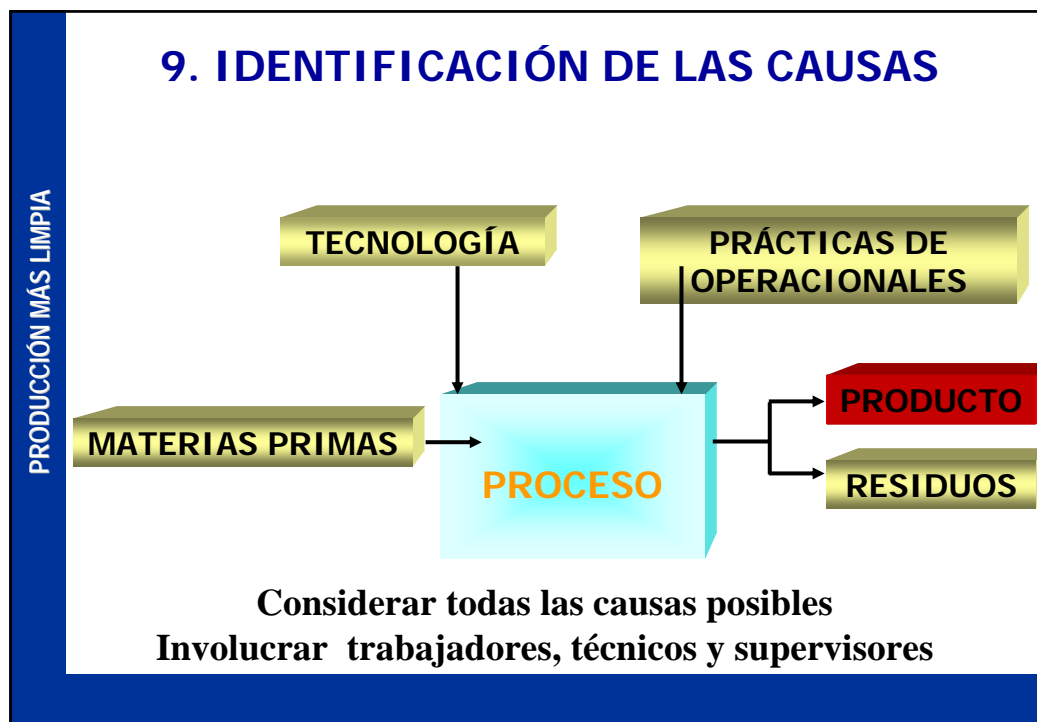 9. IDENTIFICACIÓN DE LAS CAUSAS
PRODUCCIÓN MÁS LIMPIA
TECNOLOGÍA
PRÁCTICAS DE
OPERACIONALES
MATERIAS PRIMAS
PROCESO
PRODUCTO
RESIDUOS
Considerar todas las causas posibles
Involucrar trabajadores, técnicos y supervisores